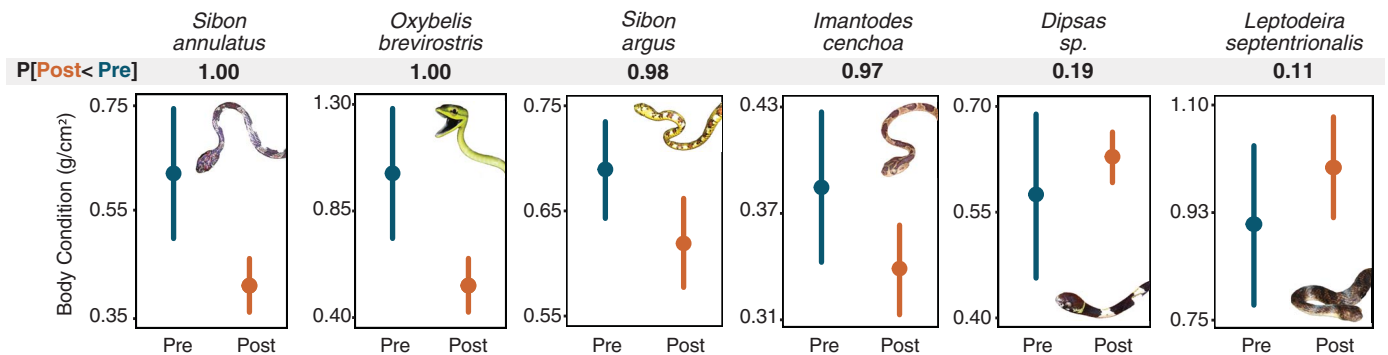 Sibon annulatus
Oxybelis brevirostris
Sibon argus
Imantodes cenchoa
Dipsas sp.
Leptodeira septentrionalis
P[Post< Pre] 1.00 1.00 0.98 0.97 0.19 0.11
Body Condition (g/cm²)
0.75
0.55
0.35
Pre Post
1.30
0.85
0.40
Pre Post
0.75
0.65
0.55
Pre Post
0.43
0.37
0.31
Pre Post
0.70
0.55
0.40
Pre Post
1.10
0.93
0.75
Pre Post